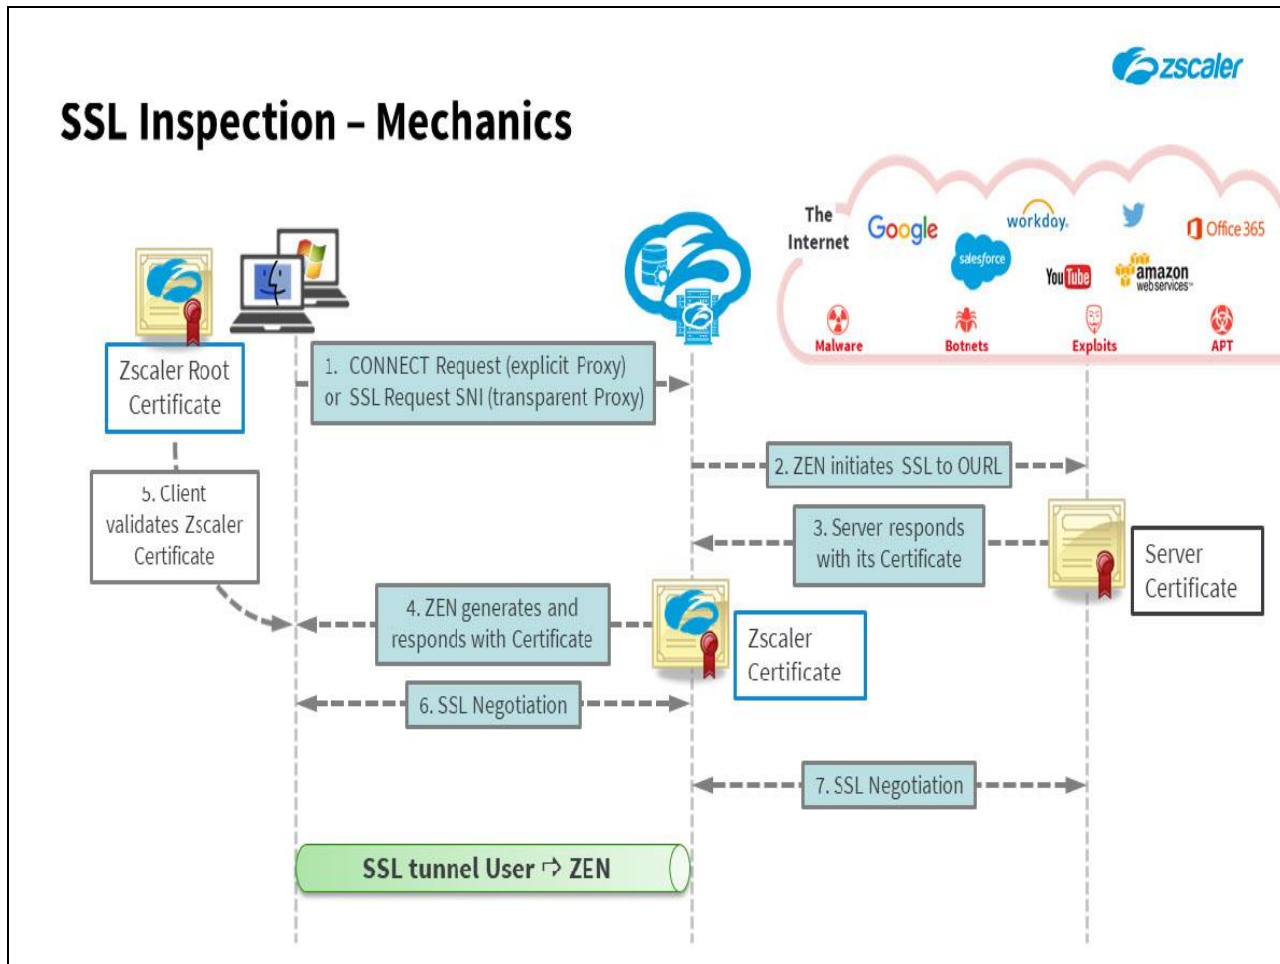 zscaler
SSL Inspection – Mechanics
The
Internet
Google
workday.
salesforce
Office 365
YouTube
amazon
webservices™
Malware
Botnets
Exploits
APT
Zscaler Root
Certificate
1. CONNECT Request (explicit Proxy)
or SSL Request SNI (transparent Proxy)
2. ZEN initiates SSL to OURL
5. Client
validates Zscaler
Certificate
3. Server responds
with its Certificate
Server
Certificate
4. ZEN generates and
responds with Certificate
Zscaler
Certificate
6. SSL Negotiation
7. SSL Negotiation
SSL tunnel User ⇨ ZEN